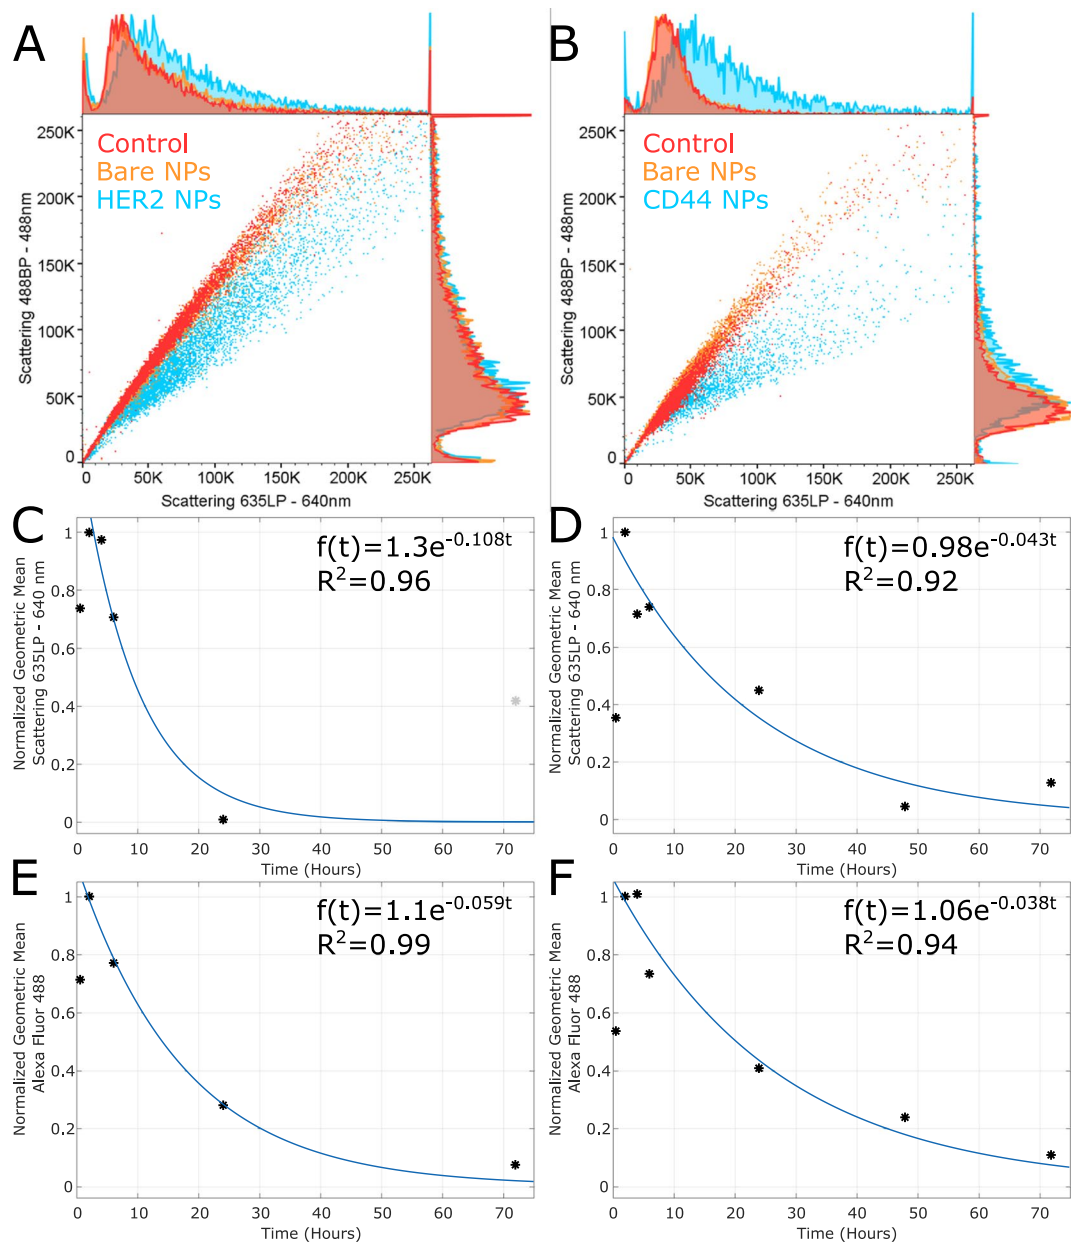 A
Control
Bare NPs
HER2 NPs
Scattering 488BP - 488nm
250K
200K
150K
100K
50K
0
0 50K 100K 150K 200K 250K
Scattering 635LP - 640nm
B
Control
Bare NPs
CD44 NPs
Scattering 488BP - 488nm
250K
200K
150K
100K
50K
0
0 50K 100K 150K 200K 250K
Scattering 635LP - 640nm
C
f(t)=1.3e^-0.108t
R²=0.96
Normalized Geometric Mean
Scattering 635LP - 640 nm
1
0.8
0.6
0.4
0.2
0
0 10 20 30 40 50 60 70
Time (Hours)
D
f(t)=0.98e^-0.043t
R²=0.92
Normalized Geometric Mean
Scattering 635LP - 640 nm
1
0.8
0.6
0.4
0.2
0
0 10 20 30 40 50 60 70
Time (Hours)
E
f(t)=1.1e^-0.059t
R²=0.99
Normalized Geometric Mean
Alexa Fluor 488
1
0.8
0.6
0.4
0.2
0
0 10 20 30 40 50 60 70
Time (Hours)
F
f(t)=1.06e^-0.038t
R²=0.94
Normalized Geometric Mean
Alexa Fluor 488
1
0.8
0.6
0.4
0.2
0
0 10 20 30 40 50 60 70
Time (Hours)